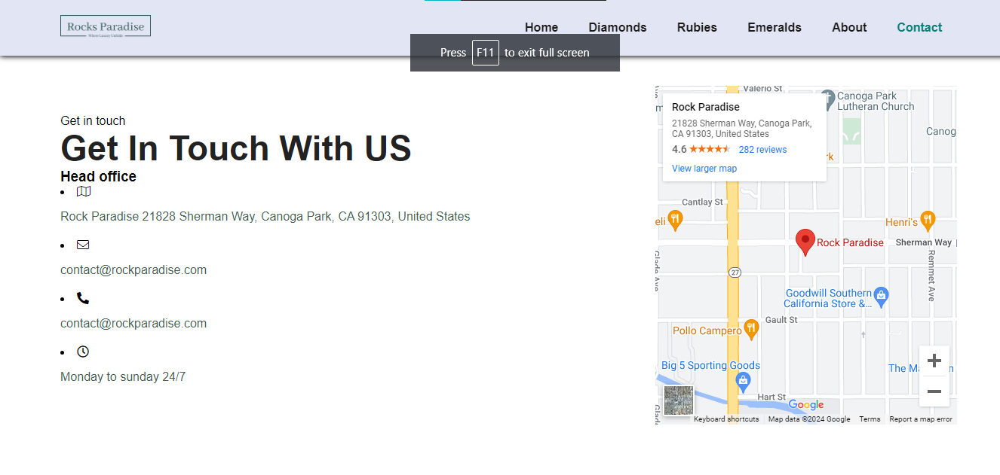 Rocks Paradise
Where Luxury Unfolds
Home Diamonds Rubies Emeralds About Contact
Press F11 to exit full screen
Get in touch
Get In Touch With US
Head office
Rock Paradise 21828 Sherman Way, Canoga Park, CA 91303, United States
contact@rockparadise.com
contact@rockparadise.com
Monday to sunday 24/7
Valerio St
Canoga Park
Lutheran Church
Rock Paradise
21828 Sherman Way, Canoga Park,
CA 91303, United States
4.6 282 reviews
View larger map
Canog
rk
Cantlay St
eli
Henri's
Rock Paradise
Sherman Way
Remmet Ave
27
Goodwill Southern
California Store &...
Gault St
Pollo Campero
Big 5 Sporting Goods
The Ma
Hart St
Google
Keyboard shortcuts Map data ©2024 Google Terms Report a map error